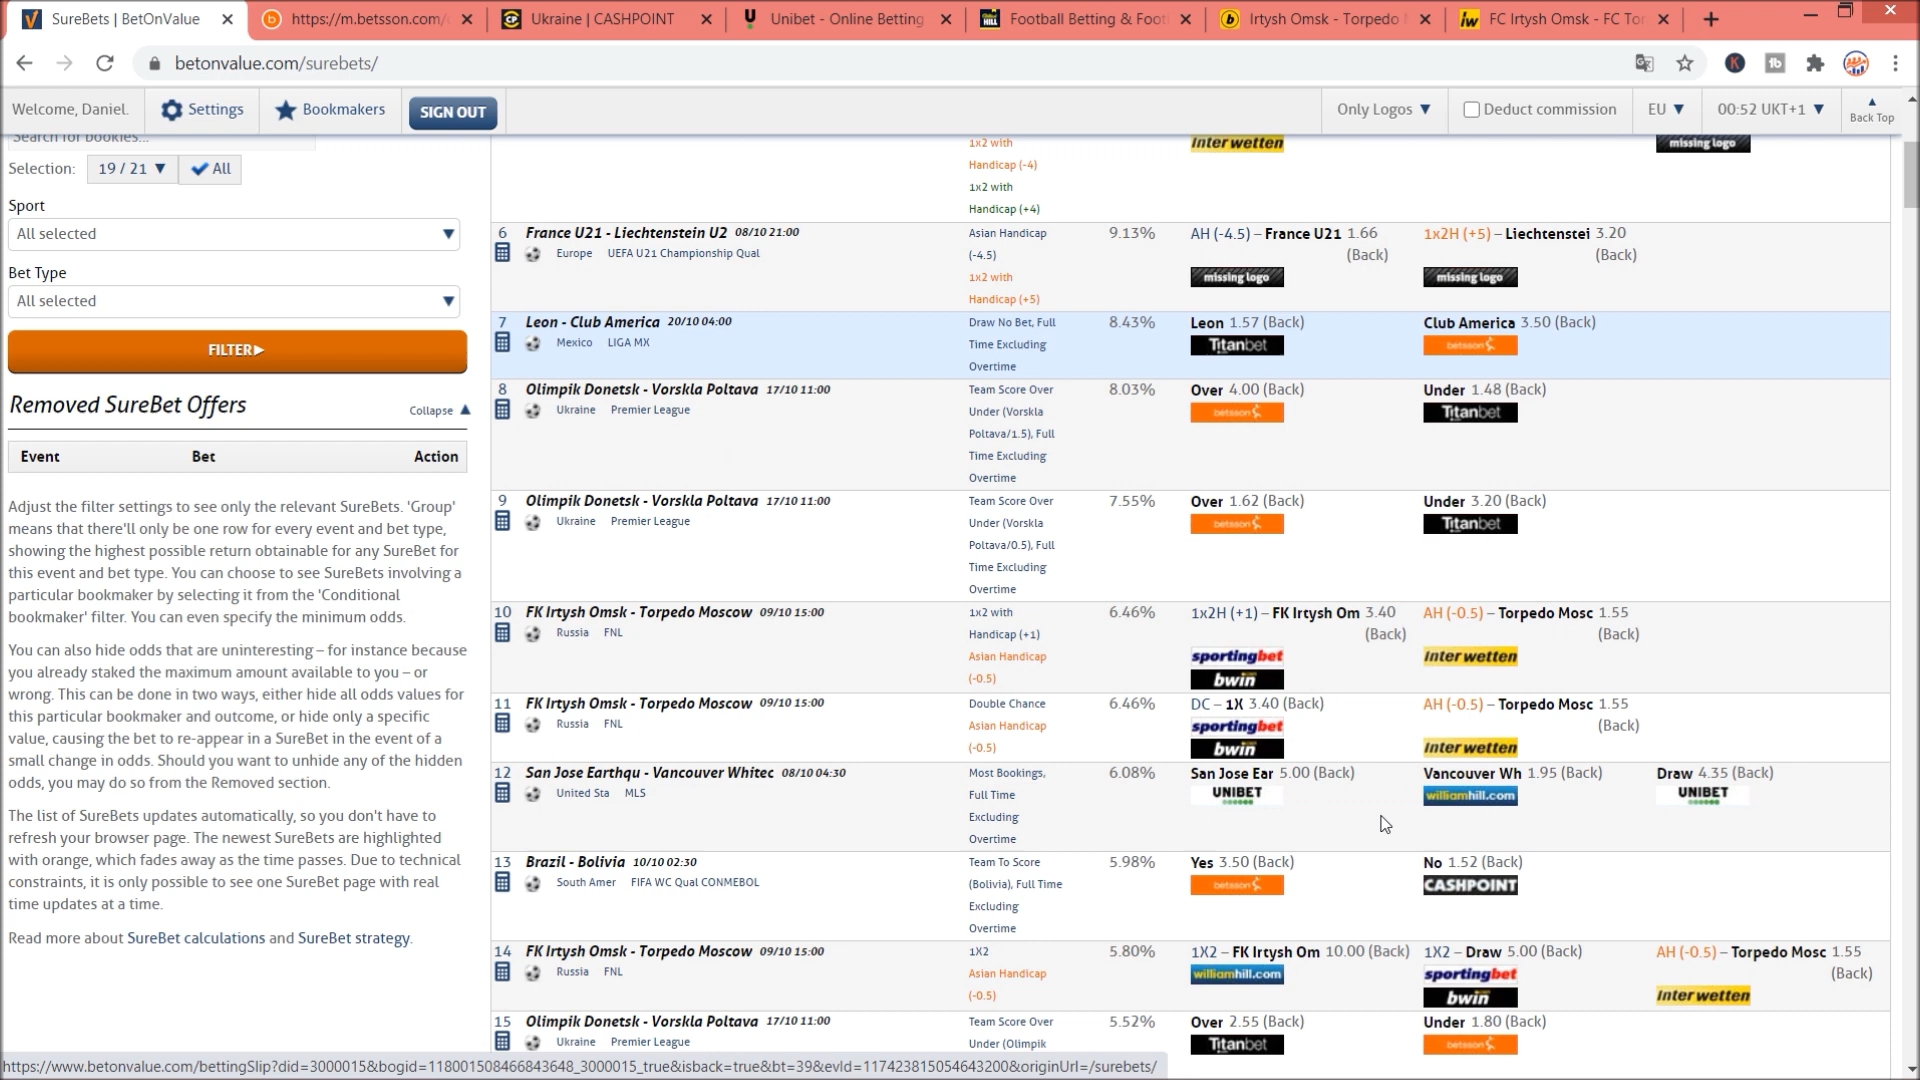 SureBets | BetOnValue
https://m.betsson.com/
Ukraine | CASHPOINT
Unibet - Online Betting
Football Betting & Foot
Irtysh Omsk - Torpedo
FC Irtysh Omsk - FC Tor
betonvalue.com/surebets/
Welcome, Daniel.
Settings
Bookmakers
SIGN OUT
Only Logos ▼
Deduct commission
EU ▼
00:52 UKT+1 ▼
Back Top
Search for bookies...
Selection: 19 / 21 ▼ All
Sport
All selected
Bet Type
All selected
FILTER▶
Removed SureBet Offers
Collapse ▲
Event Bet Action
Adjust the filter settings to see only the relevant SureBets. 'Group'
means that there'll only be one row for every event and bet type,
showing the highest possible return obtainable for any SureBet for
this event and bet type. You can choose to see SureBets involving a
particular bookmaker by selecting it from the 'Conditional
bookmaker' filter. You can even specify the minimum odds.
You can also hide odds that are uninteresting – for instance because
you already staked the maximum amount available to you – or
wrong. This can be done in two ways, either hide all odds values for
this particular bookmaker and outcome, or hide only a specific
value, causing the bet to re-appear in a SureBet in the event of a
small change in odds. Should you want to unhide any of the hidden
odds, you may do so from the Removed section.
The list of SureBets updates automatically, so you don't have to
refresh your browser page. The newest SureBets are highlighted
with orange, which fades away as the time passes. Due to technical
constraints, it is only possible to see one SureBet page with real
time updates at a time.
Read more about SureBet calculations and SureBet strategy.
1x2 with
Handicap (-4)
1x2 with
Handicap (+4)
interwetten
missing logo
6 France U21 - Liechtenstein U2 08/10 21:00
Europe UEFA U21 Championship Qual
Asian Handicap
(-4.5)
1x2 with
Handicap (+5)
9.13%
AH (-4.5) – France U21 1.66
(Back)
missing logo
1x2H (+5) – Liechtenstei 3.20
(Back)
missing logo
7 Leon - Club America 20/10 04:00
Mexico LIGA MX
Draw No Bet, Full
Time Excluding
Overtime
8.43%
Leon 1.57 (Back)
Titanbet
Club America 3.50 (Back)
betsson
8 Olimpik Donetsk - Vorskla Poltava 17/10 11:00
Ukraine Premier League
Team Score Over
Under (Vorskla
Poltava/1.5), Full
Time Excluding
Overtime
8.03%
Over 4.00 (Back)
betsson
Under 1.48 (Back)
Titanbet
9 Olimpik Donetsk - Vorskla Poltava 17/10 11:00
Ukraine Premier League
Team Score Over
Under (Vorskla
Poltava/0.5), Full
Time Excluding
Overtime
7.55%
Over 1.62 (Back)
betsson
Under 3.20 (Back)
Titanbet
10 FK Irtysh Omsk - Torpedo Moscow 09/10 15:00
Russia FNL
1x2 with
Handicap (+1)
Asian Handicap
(-0.5)
6.46%
1x2H (+1) – FK Irtysh Om 3.40
(Back)
sportingbet
bwin
AH (-0.5) – Torpedo Mosc 1.55
(Back)
interwetten
11 FK Irtysh Omsk - Torpedo Moscow 09/10 15:00
Russia FNL
Double Chance
Asian Handicap
(-0.5)
6.46%
DC – 1X 3.40 (Back)
sportingbet
bwin
AH (-0.5) – Torpedo Mosc 1.55
(Back)
interwetten
12 San Jose Earthqu - Vancouver Whitec 08/10 04:30
United Sta MLS
Most Bookings,
Full Time
Excluding
Overtime
6.08%
San Jose Ear 5.00 (Back)
UNIBET
Vancouver Wh 1.95 (Back)
williamhill.com
Draw 4.35 (Back)
UNIBET
13 Brazil - Bolivia 10/10 02:30
South Amer FIFA WC Qual CONMEBOL
Team To Score
(Bolivia), Full Time
Excluding
Overtime
5.98%
Yes 3.50 (Back)
betsson
No 1.52 (Back)
CASHPOINT
14 FK Irtysh Omsk - Torpedo Moscow 09/10 15:00
Russia FNL
1X2
Asian Handicap
(-0.5)
5.80%
1X2 – FK Irtysh Om 10.00 (Back)
williamhill.com
1X2 – Draw 5.00 (Back)
sportingbet
bwin
AH (-0.5) – Torpedo Mosc 1.55
(Back)
interwetten
15 Olimpik Donetsk - Vorskla Poltava 17/10 11:00
Ukraine Premier League
Team Score Over
Under (Olimpik
5.52%
Over 2.55 (Back)
Titanbet
Under 1.80 (Back)
betsson
https://www.betonvalue.com/bettingSlip?did=3000015&bogid=118001508466843648_3000015_true&isback=true&bt=39&evId=117423815054643200&originUrl=/surebets/